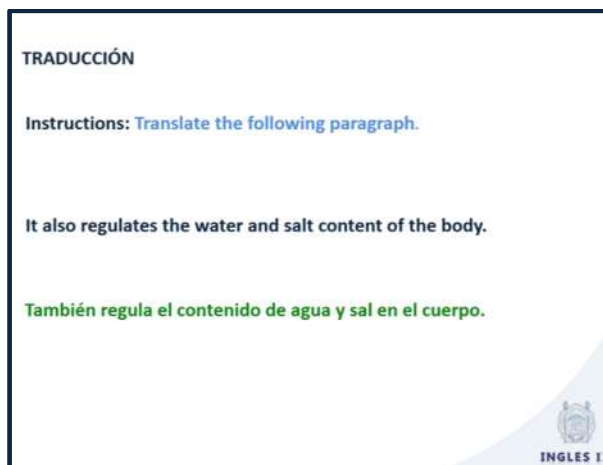 TRADUCCIÓN
Instructions: Translate the following paragraph.
It also regulates the water and salt content of the body.
También regula el contenido de agua y sal en el cuerpo.
INGLES I